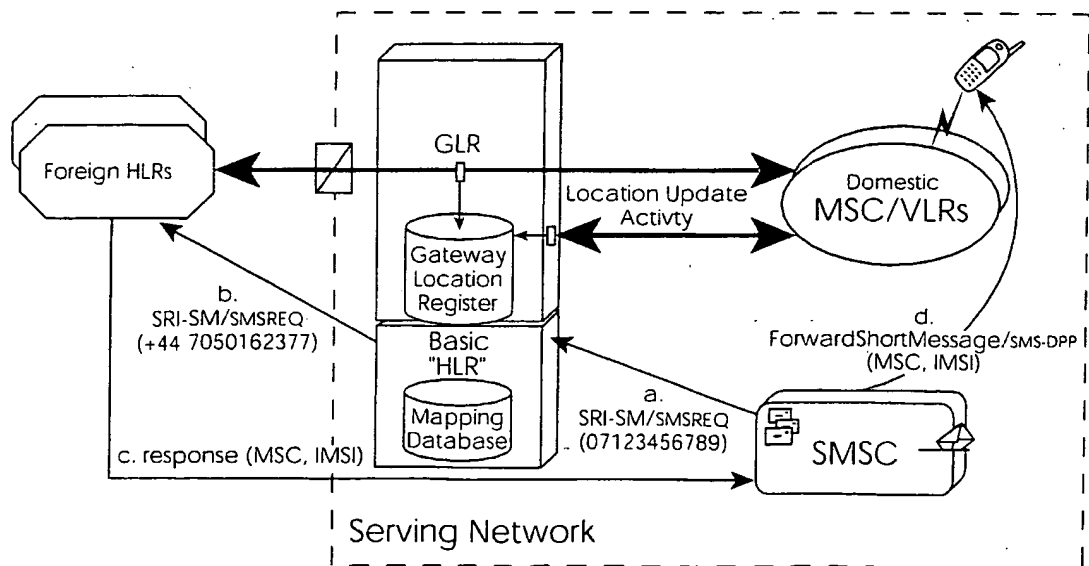 Foreign HLRs
GLR
Gateway
Location
Register
Location Update
Activty
Domestic
MSC/VLRs
b.
SRI-SM/SMSREQ
(+44 7050162377)
Basic
"HLR"
Mapping
Database
a.
SRI-SM/SMSREQ
(07123456789)
d.
ForwardShortMessage/SMS-DPP
(MSC, IMSI)
SMSC
c. response (MSC, IMSI)
Serving Network